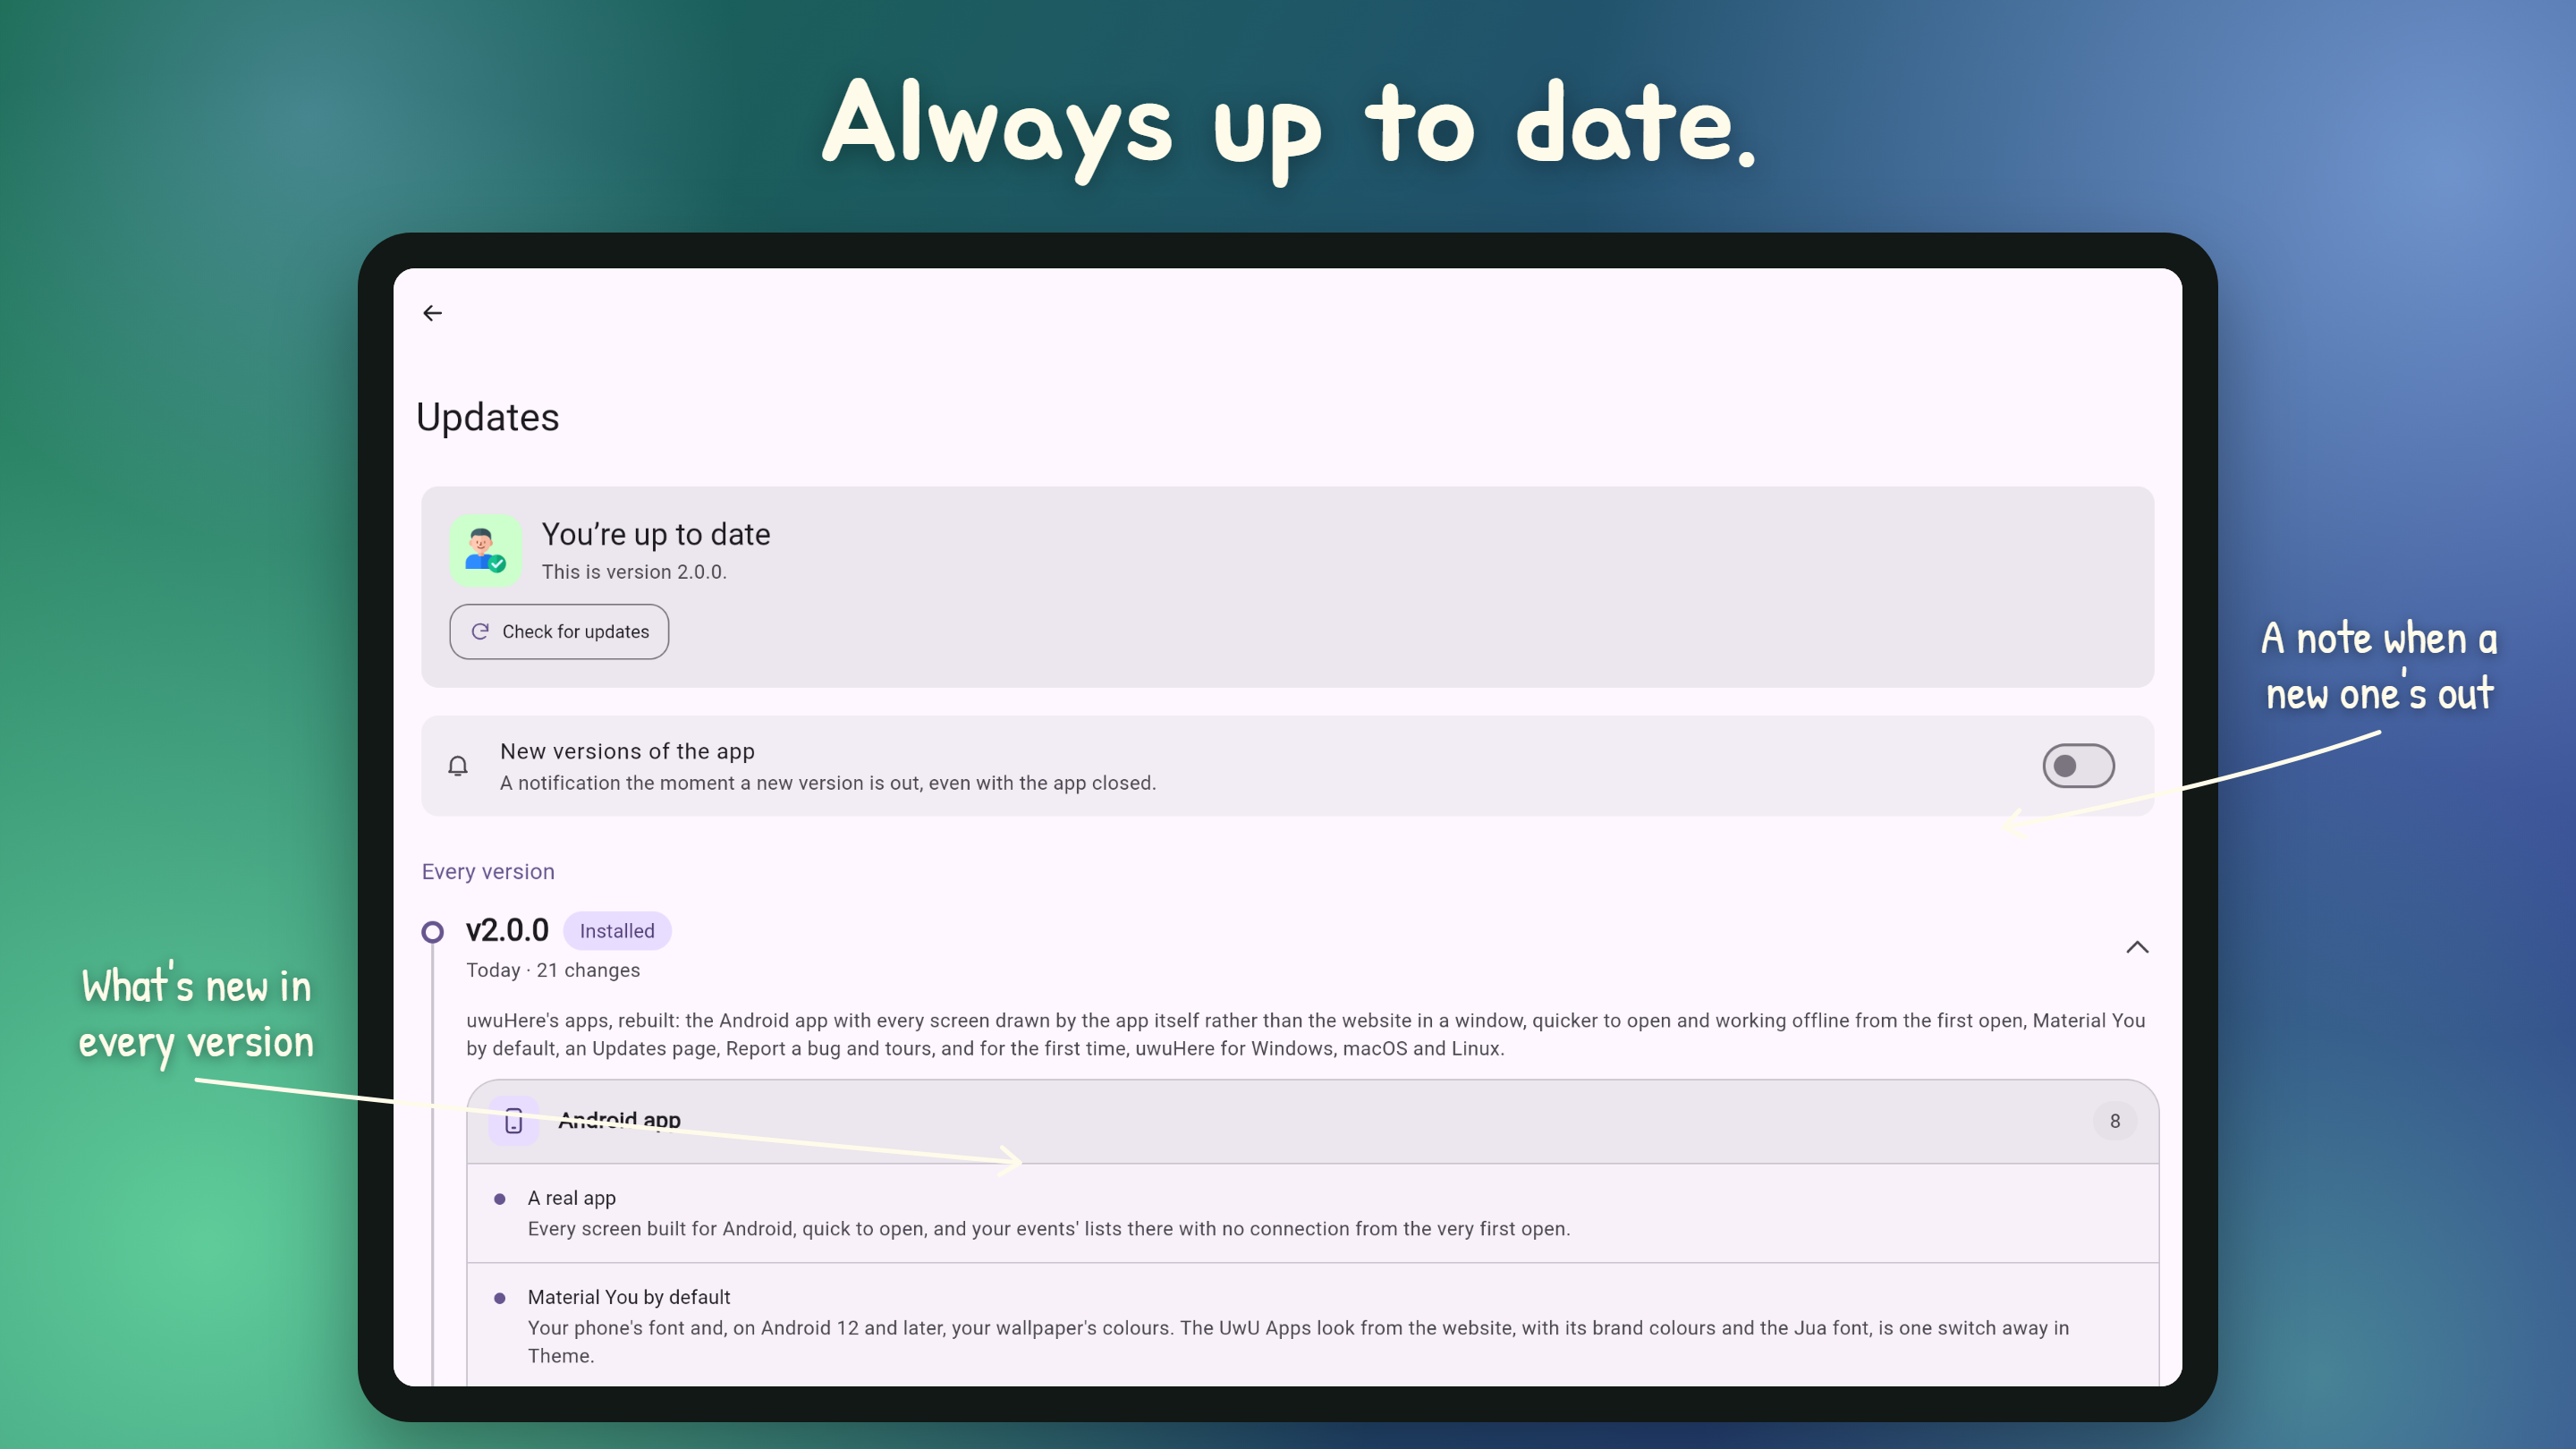 Always up to date.
Updates
You’re up to date
This is version 2.0.0.
Check for updates
A note when a
new one's out
New versions of the app
A notification the moment a new version is out, even with the app closed.
Every version
v2.0.0 Installed
Today · 21 changes
What's new in
every version
uwuHere's apps, rebuilt: the Android app with every screen drawn by the app itself rather than the website in a window, quicker to open and working offline from the first open, Material You
by default, an Updates page, Report a bug and tours, and for the first time, uwuHere for Windows, macOS and Linux.
Android app 8
A real app
Every screen built for Android, quick to open, and your events' lists there with no connection from the very first open.
Material You by default
Your phone's font and, on Android 12 and later, your wallpaper's colours. The UwU Apps look from the website, with its brand colours and the Jua font, is one switch away in
Theme.